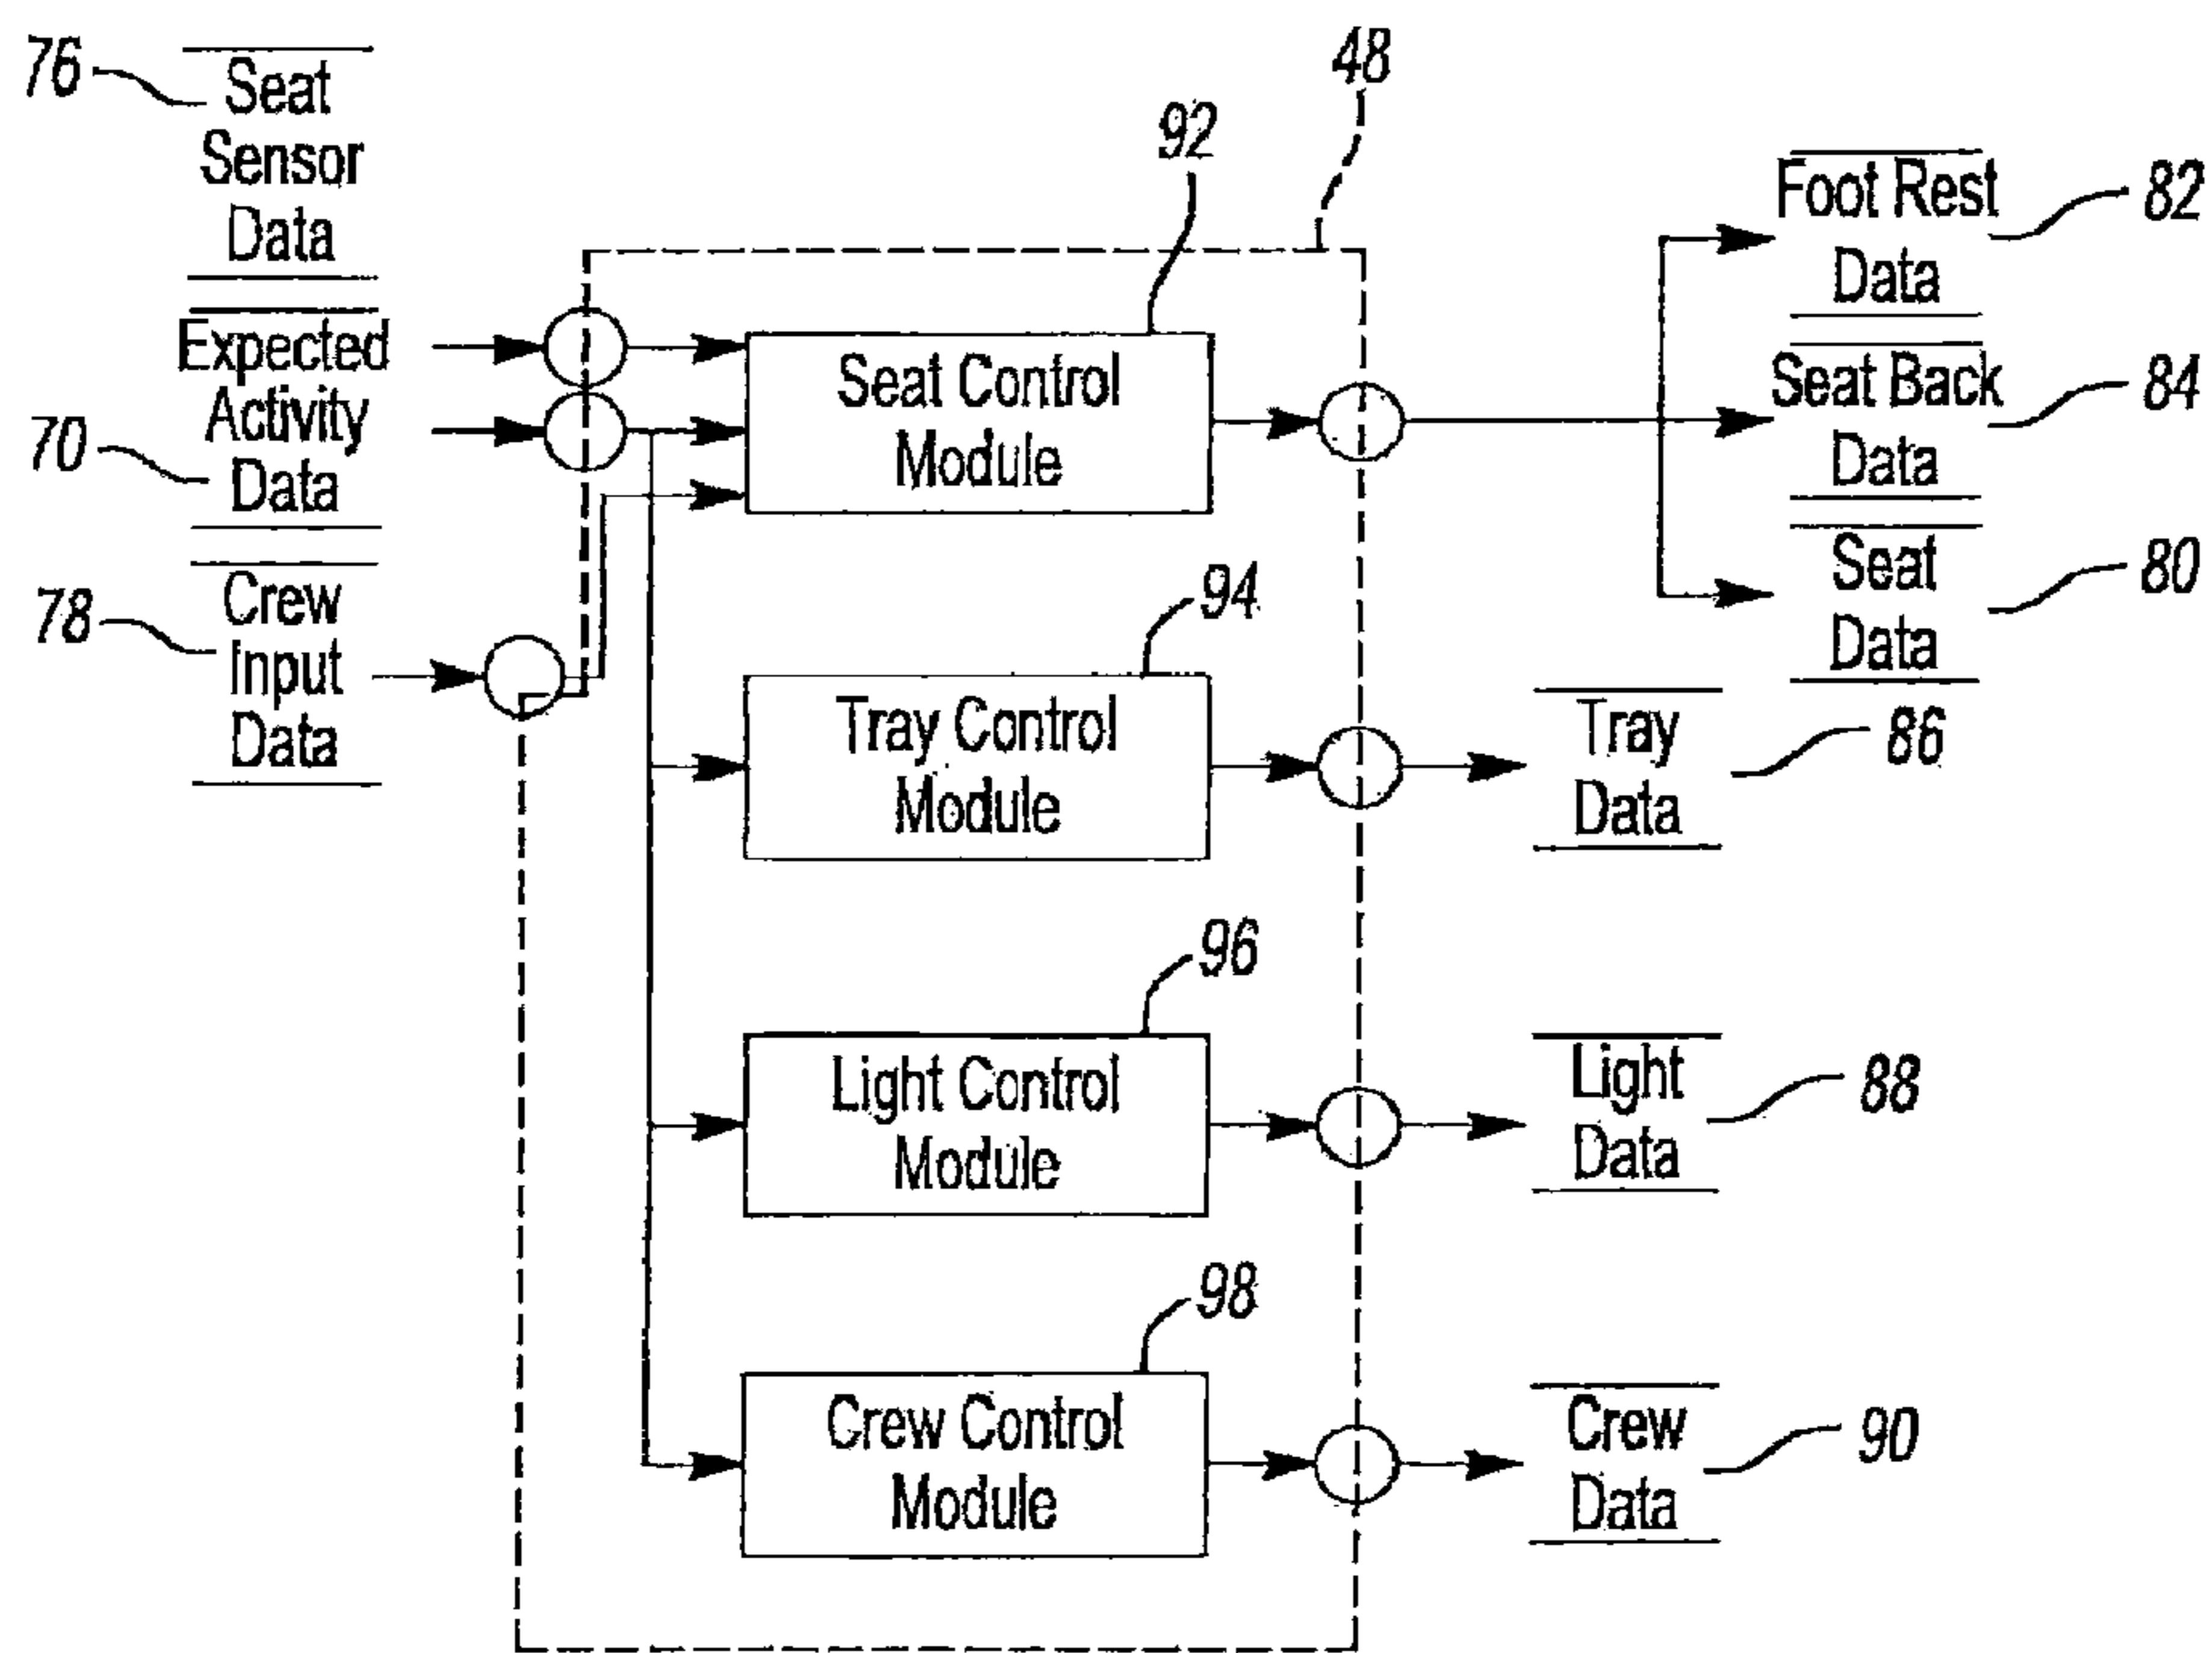 76
Seat
Sensor
Data
Expected
Activity
70
Data
78
Crew
Input
Data
48
92
Seat Control
Module
94
Tray Control
Module
96
Light Control
Module
98
Crew Control
Module
Foot Rest
82
Data
Seat Back
84
Data
Seat
80
Data
Tray
86
Data
Light
88
Data
Crew
90
Data